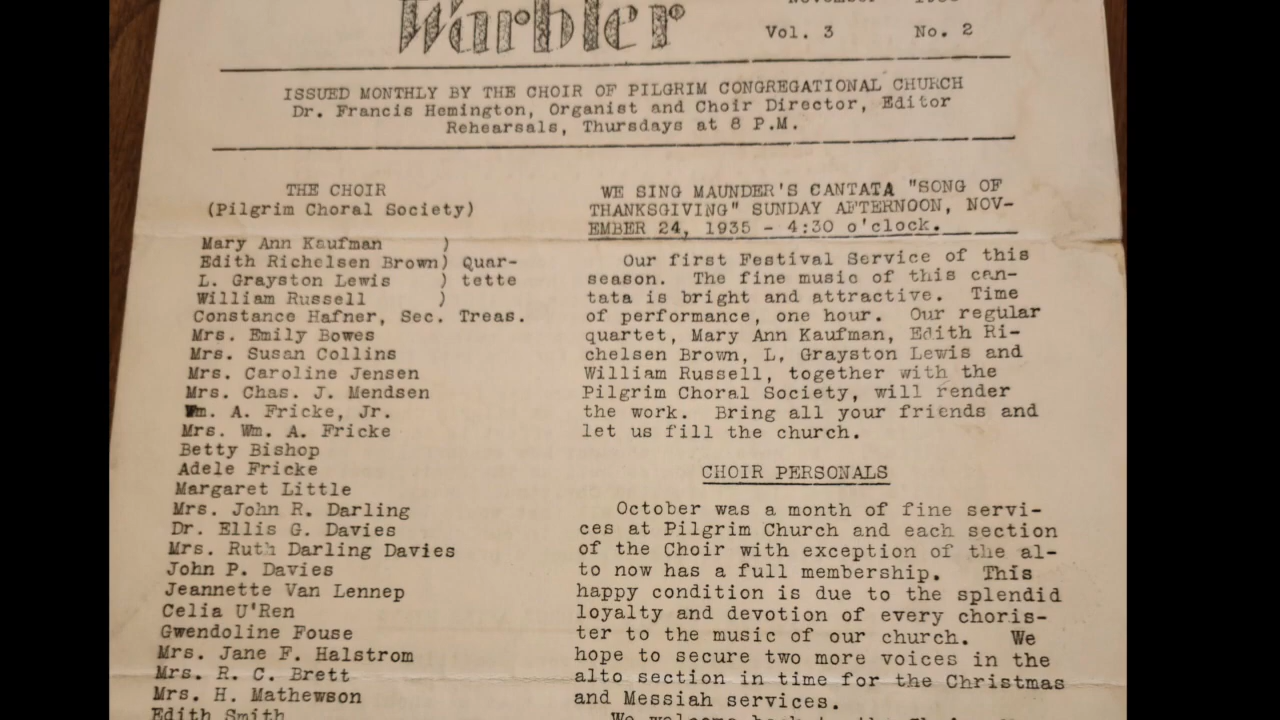 Warbler
November
Vol. 3 No. 2
ISSUED MONTHLY BY THE CHOIR OF PILGRIM CONGREGATIONAL CHURCH
Dr. Francis Hemington, Organist and Choir Director, Editor
Rehearsals, Thursdays at 8 P.M.
THE CHOIR
(Pilgrim Choral Society)
Mary Ann Kaufman )
Edith Richelsen Brown) Quar-
L. Grayston Lewis ) tette
William Russell )
Constance Hafner, Sec. Treas.
Mrs. Emily Bowes
Mrs. Susan Collins
Mrs. Caroline Jensen
Mrs. Chas. J. Mendsen
Wm. A. Fricke, Jr.
Mrs. Wm. A. Fricke
Betty Bishop
Adele Fricke
Margaret Little
Mrs. John R. Darling
Dr. Ellis G. Davies
Mrs. Ruth Darling Davies
John P. Davies
Jeannette Van Lennep
Celia U'Ren
Gwendoline Fouse
Mrs. Jane F. Halstrom
Mrs. R. C. Brett
Mrs. H. Mathewson
Edith Smith
WE SING MAUNDER'S CANTATA "SONG OF
THANKSGIVING" SUNDAY AFTERNOON, NOV-
EMBER 24, 1935 - 4:30 o'clock.
Our first Festival Service of this
season. The fine music of this can-
tata is bright and attractive. Time
of performance, one hour. Our regular
quartet, Mary Ann Kaufman, Edith Ri-
chelsen Brown, L, Grayston Lewis and
William Russell, together with the
Pilgrim Choral Society, will render
the work. Bring all your friends and
let us fill the church.
CHOIR PERSONALS
October was a month of fine servi-
ces at Pilgrim Church and each section
of the Choir with exception of the al-
to now has a full membership. This
happy condition is due to the splendid
loyalty and devotion of every choris-
ter to the music of our church. We
hope to secure two more voices in the
alto section in time for the Christmas
and Messiah services.
We welcome back to the